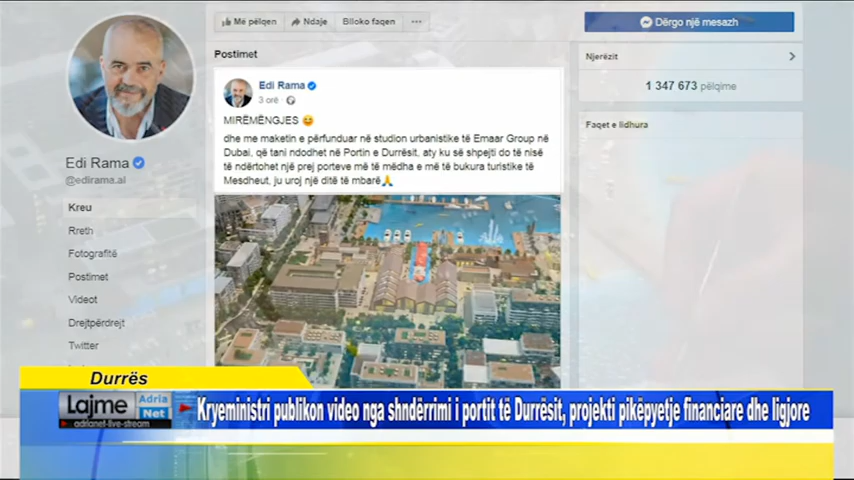 Më pëlqen
Ndaje
Blloko faqen
Dërgo një mesazh
Postimet
Edi Rama
3 orë
MIRËMËNGJES
dhe me maketin e përfunduar në studion urbanistike të Emaar Group në
Dubai, që tani ndodhet në Portin e Durrësit, aty ku së shpejti do të nisë
të ndërtohet një prej porteve më të mëdha e më të bukura turistike të
Mesdheut, ju uroj një ditë të mbarë
Njerëzit
1 347 673 pëlqime
Faqet e lidhura
Edi Rama
@edirama.al
Kreu
Rreth
Fotografitë
Postimet
Videot
Drejtpërdrejt
Twitter
Durrës
Lajme
Adria
Net
adrianet-live-stream
Kryeministri publikon video nga shndërrimi i portit të Durrësit, projekti pikëpyetje financiare dhe ligjore